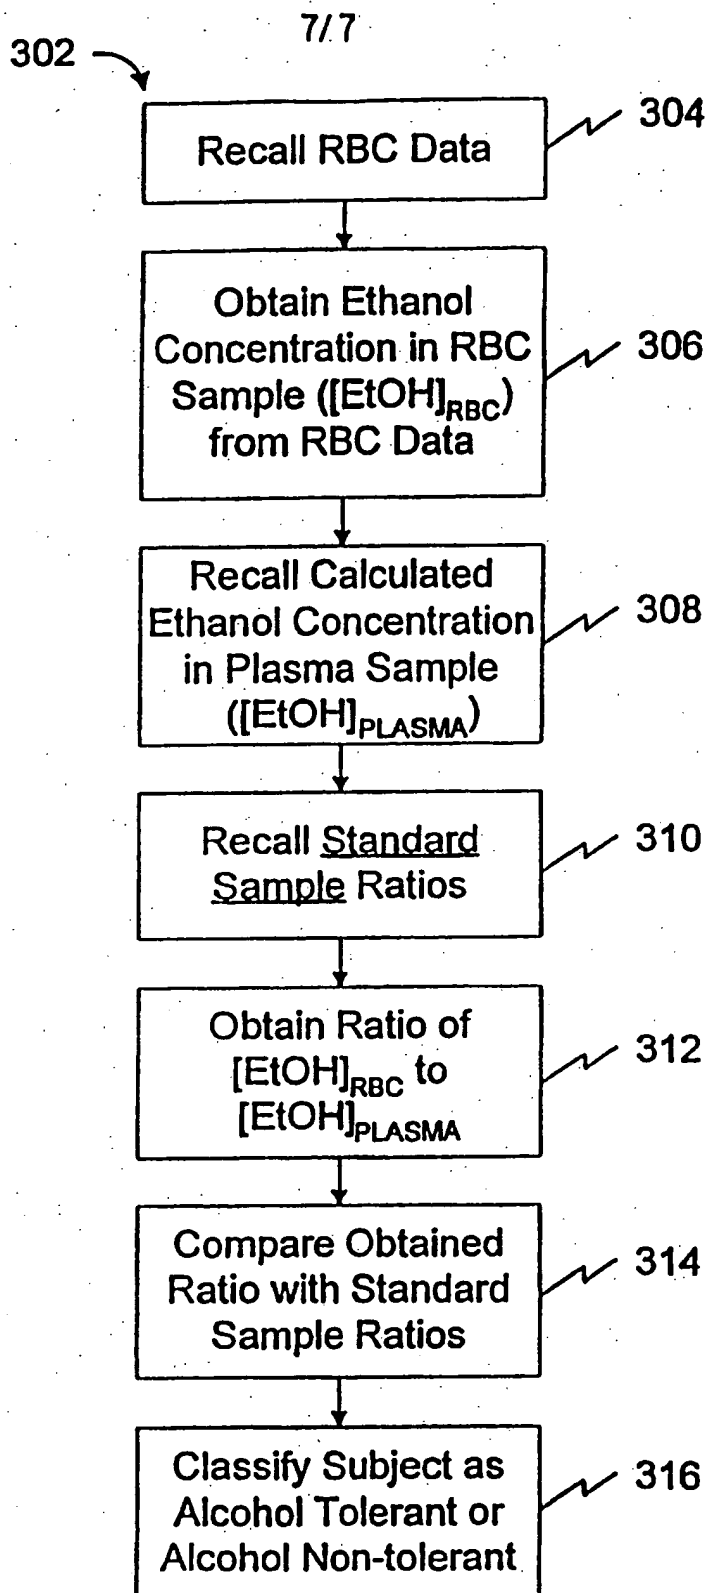 7/7
302
Recall RBC Data
304
Obtain Ethanol
Concentration in RBC
Sample ([EtOH]RBC)
from RBC Data
306
Recall Calculated
Ethanol Concentration
in Plasma Sample
([EtOH]PLASMA)
308
Recall Standard
Sample Ratios
310
Obtain Ratio of
[EtOH]RBC to
[EtOH]PLASMA
312
Compare Obtained
Ratio with Standard
Sample Ratios
314
Classify Subject as
Alcohol Tolerant or
Alcohol Non-tolerant
316